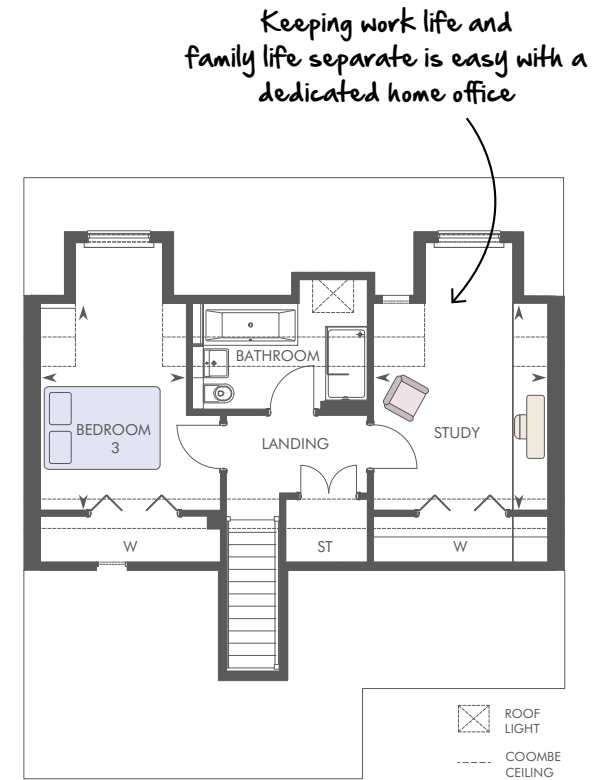 Keeping work life and
family life separate is easy with a
dedicated home office
BATHROOM
BEDROOM
3
LANDING
STUDY
W
ST
W
ROOF
LIGHT
COOMBE
CEILING